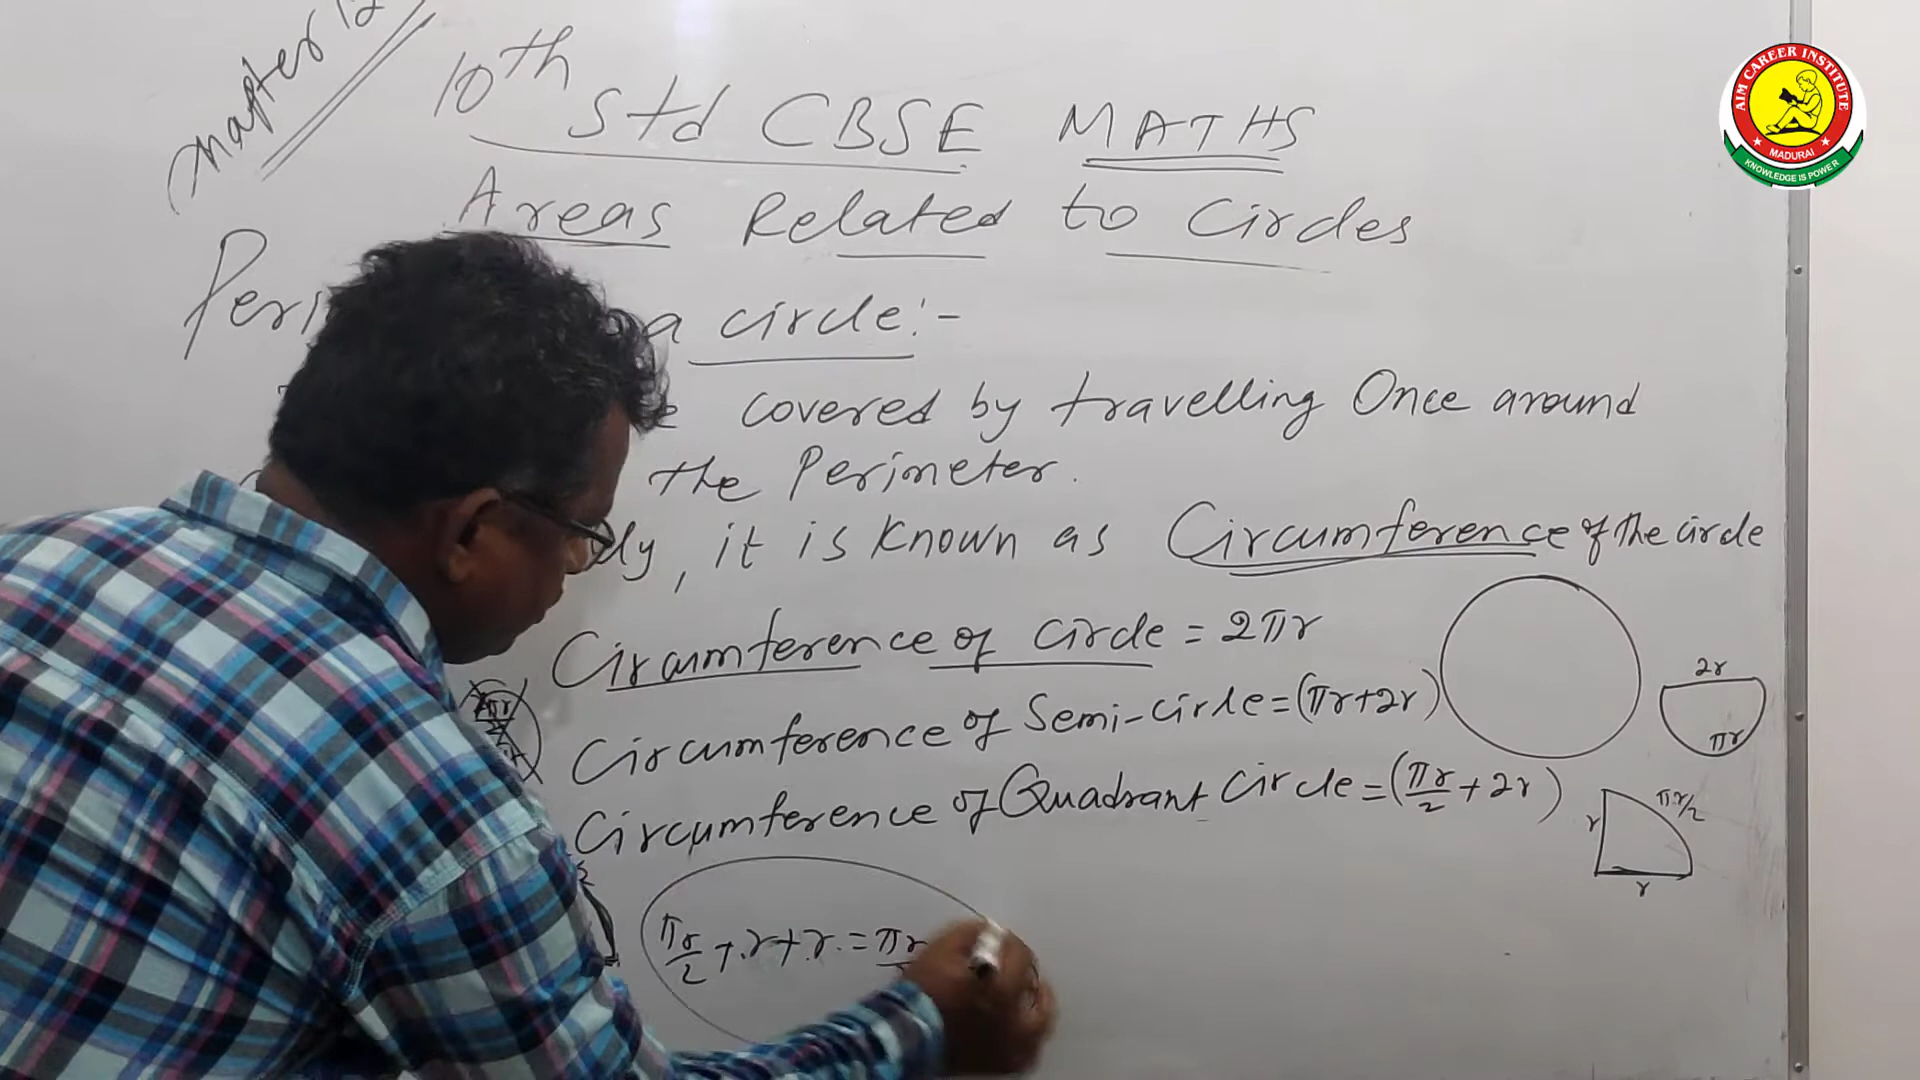 Chapter 12
10th Std CBSE MATHS
Areas Related to Circles
a circle:-
covered by travelling Once around
the Perimeter.
, it is known as Circumference of the circle
Circumference of circle = 2πr
Circumference of Semi-circle = (πr+2r)
Circumference of Quadrant circle = (πr/2 + 2r)
πr/2 + r + r = πr
2r
πr
πr/2
r
r
AIM CAREER INSTITUTE
MADURAI
KNOWLEDGE IS POWER